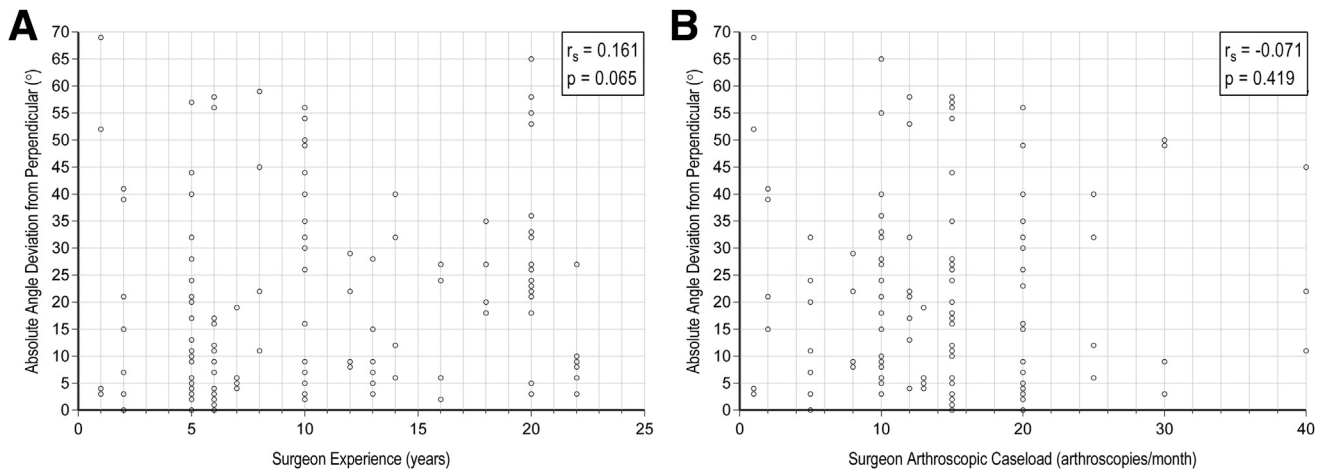 A
Absolute Angle Deviation from Perpendicular (°)
70
65
60
55
50
45
40
35
30
25
20
15
10
5
0
rs = 0.161
p = 0.065
0 5 10 15 20 25
Surgeon Experience (years)
B
Absolute Angle Deviation from Perpendicular (°)
70
65
60
55
50
45
40
35
30
25
20
15
10
5
0
rs = -0.071
p = 0.419
0 10 20 30 40
Surgeon Arthroscopic Caseload (arthroscopies/month)